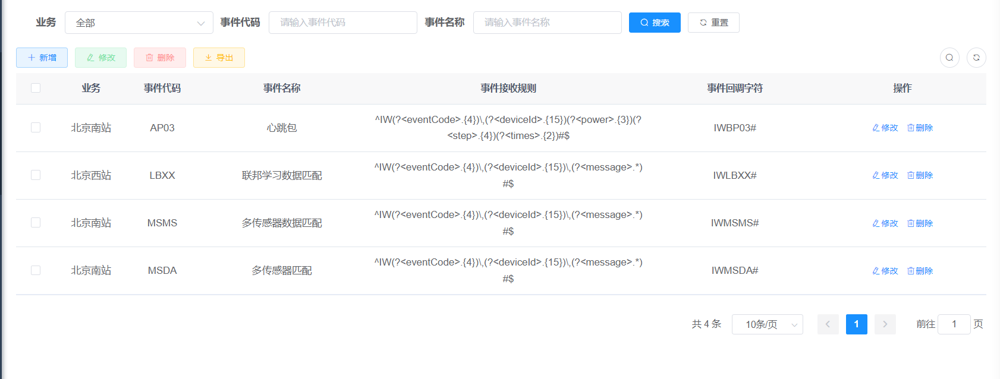 业务 全部 事件代码 请输入事件代码 事件名称 请输入事件名称 搜索 重置
新增 修改 删除 导出
业务 事件代码 事件名称 事件接收规则 事件回调字符 操作
北京南站 AP03 心跳包 ^IW(?<eventCode>.{4})\,(?<deviceId>.{15})(?<power>.{3})(? IWBP03# 修改 删除
<step>.{4})(?<times>.{2})#$
北京西站 LBXX 联邦学习数据匹配 ^IW(?<eventCode>.{4})\,(?<deviceId>.{15})\,(?<message>.*) IWLBXX# 修改 删除
#$
北京南站 MSMS 多传感器数据匹配 ^IW(?<eventCode>.{4})\,(?<deviceId>.{15})\,(?<message>.*) IWMSMS# 修改 删除
#$
北京南站 MSDA 多传感器匹配 ^IW(?<eventCode>.{4})\,(?<deviceId>.{15})\,(?<message>.*) IWMSDA# 修改 删除
#$
共 4 条 10条/页 1 前往 1 页